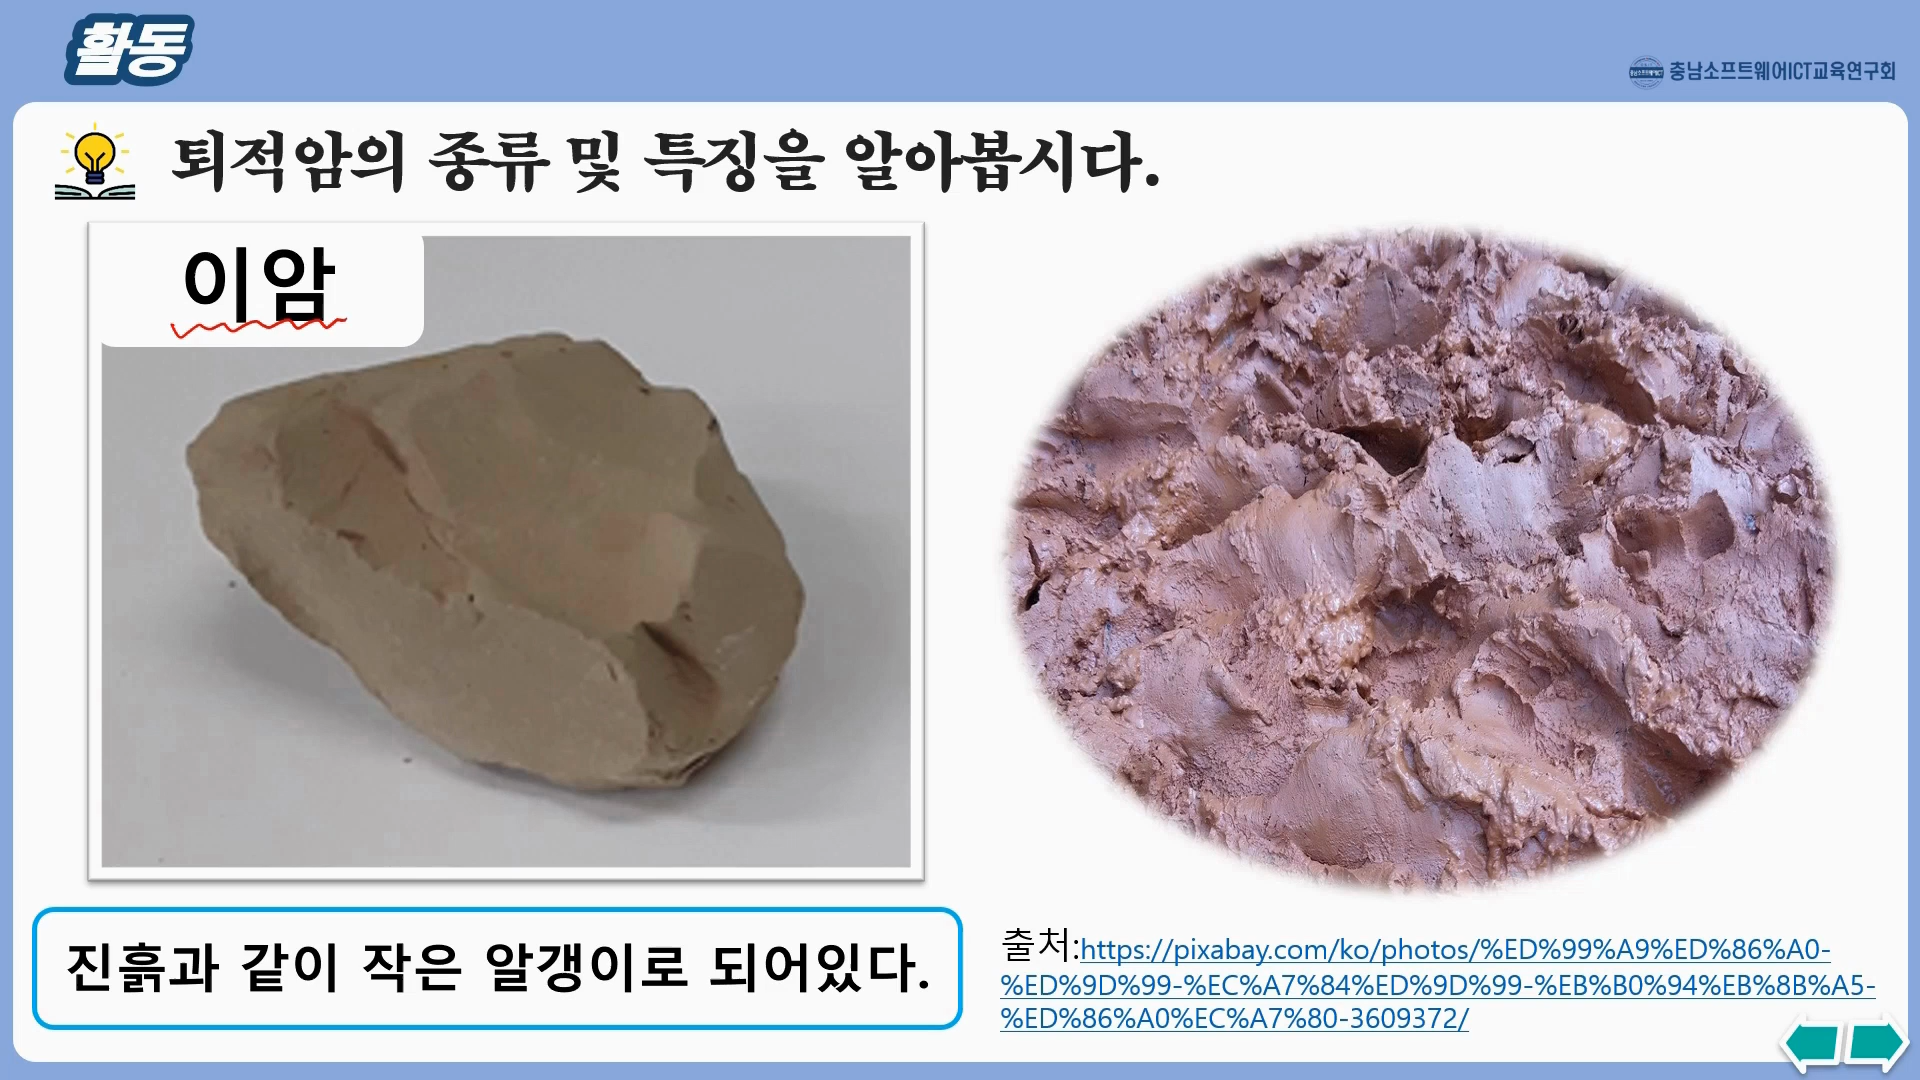 활동
충남소프트웨어ICT교육연구회
퇴적암의 종류 및 특징을 알아봅시다.
이암
진흙과 같이 작은 알갱이로 되어있다.
출처:https://pixabay.com/ko/photos/%ED%99%A9%ED%86%A0-
%ED%9D%99-%EC%A7%84%ED%9D%99-%EB%B0%94%EB%8B%A5-
%ED%86%A0%EC%A7%80-3609372/